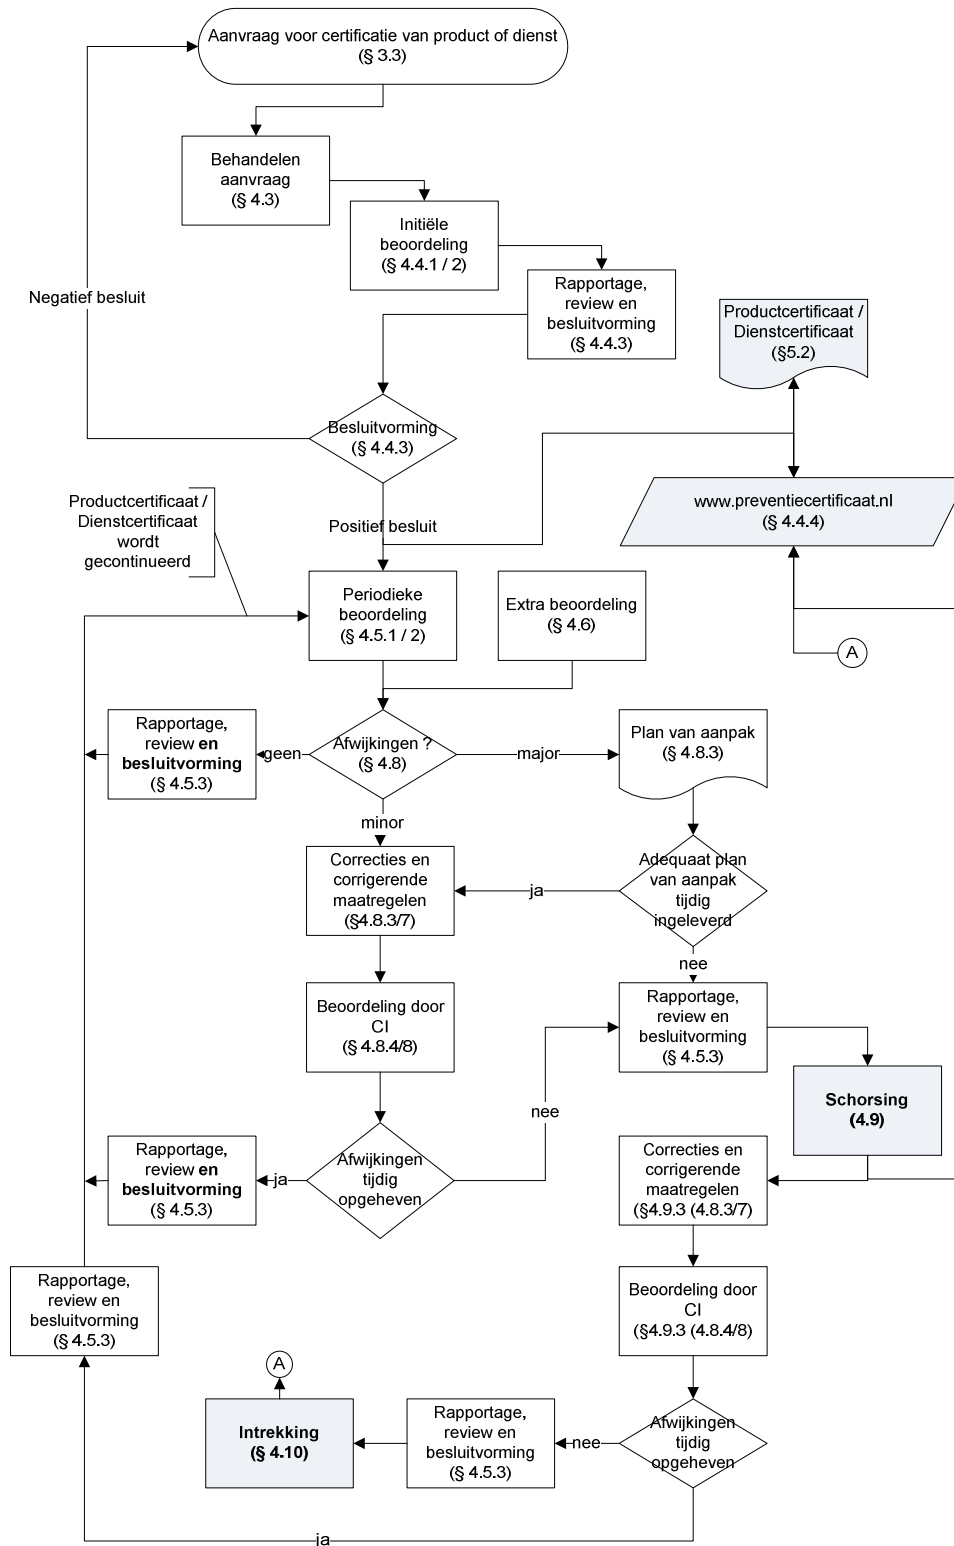 Aanvraag voor certificatie van product of dienst
(§ 3.3)
Behandelen
aanvraag
(§ 4.3)
Initiële
beoordeling
(§ 4.4.1 / 2)
Rapportage,
review en
besluitvorming
(§ 4.4.3)
Negatief besluit
Productcertificaat /
Dienstcertificaat
(§5.2)
Besluitvorming
(§ 4.4.3)
www.preventiecertificaat.nl
(§ 4.4.4)
Productcertificaat /
Dienstcertificaat
wordt
gecontinueerd
Positief besluit
Periodieke
beoordeling
(§ 4.5.1 / 2)
Extra beoordeling
(§ 4.6)
A
Rapportage,
review en
besluitvorming
(§ 4.5.3)
geen
Afwijkingen ?
(§ 4.8)
major
Plan van aanpak
(§ 4.8.3)
minor
Correcties en
corrigerende
maatregelen
(§4.8.3/7)
ja
Adequaat plan
van aanpak
tijdig
ingeleverd
nee
Beoordeling door
CI
(§ 4.8.4/8)
Rapportage,
review en
besluitvorming
(§ 4.5.3)
Schorsing
(4.9)
nee
Rapportage,
review en
besluitvorming
(§ 4.5.3)
ja
Afwijkingen
tijdig
opgeheven
Correcties en
corrigerende
maatregelen
(§4.9.3 (4.8.3/7)
Rapportage,
review en
besluitvorming
(§ 4.5.3)
Beoordeling door
CI
(§4.9.3 (4.8.4/8)
A
Intrekking
(§ 4.10)
Rapportage,
review en
besluitvorming
(§ 4.5.3)
nee
Afwijkingen
tijdig
opgeheven
ja